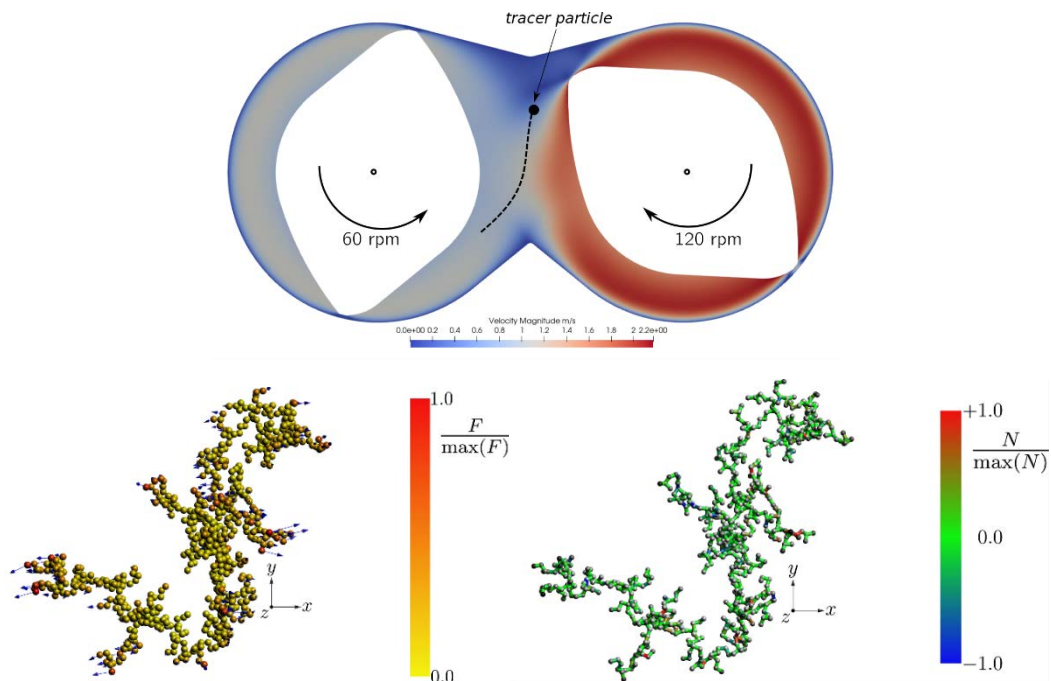 tracer particle
60 rpm
120 rpm
Velocity Magnitude m/s
0.0e+00 0.2 0.4 0.6 0.8 1 1.2 1.4 1.6 1.8 2 2.2e+00
1.0
F
max(F)
0.0
y
z
x
+1.0
N
max(N)
0.0
−1.0
y
z
x